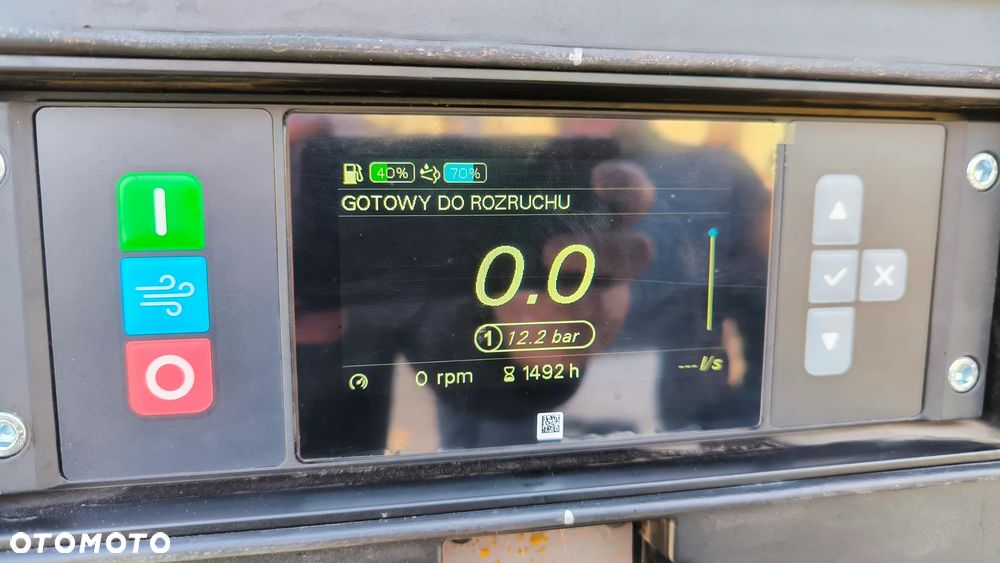 40% 70%
GOTOWY DO ROZRUCHU
0.0
1 12.2 bar
0 rpm 1492 h ---l/s
OTOMOTO